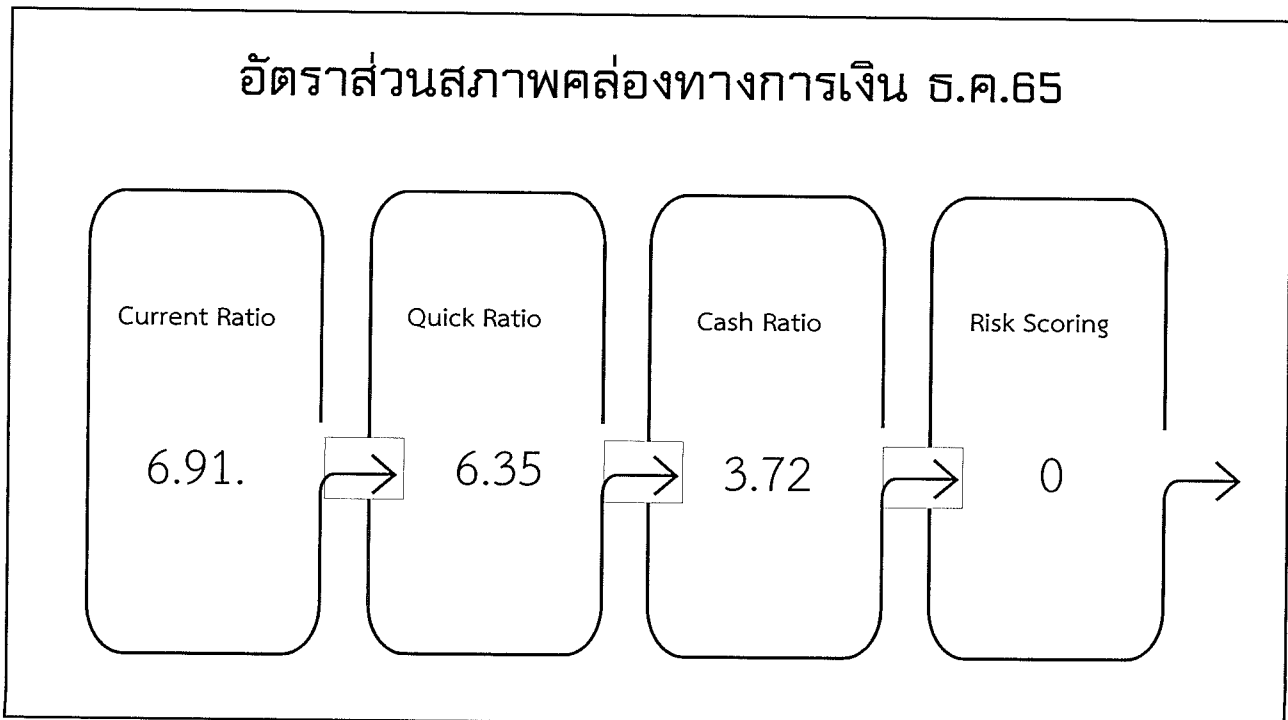 อัตราส่วนสภาพคล่องทางการเงิน ธ.ค.65
Current Ratio
6.91.
Quick Ratio
6.35
Cash Ratio
3.72
Risk Scoring
0